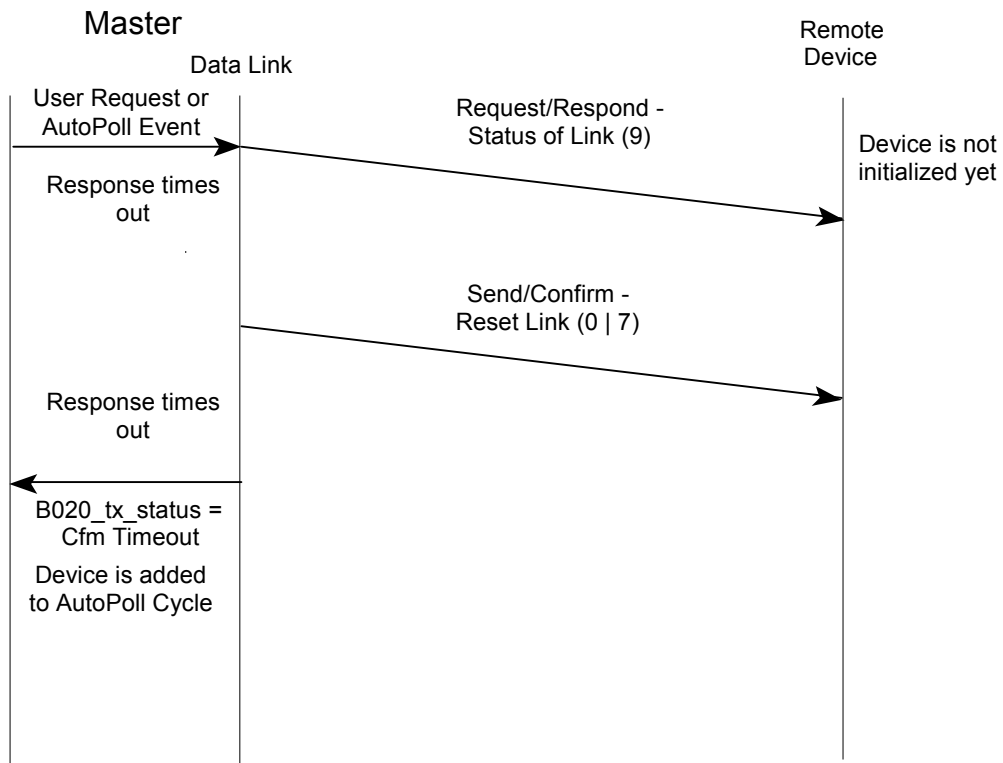 Master
Data Link
Remote
Device
User Request or
AutoPoll Event
Request/Respond -
Status of Link (9)
Device is not
initialized yet
Response times
out
Send/Confirm -
Reset Link (0 | 7)
Response times
out
B020_tx_status =
Cfm Timeout
Device is added
to AutoPoll Cycle